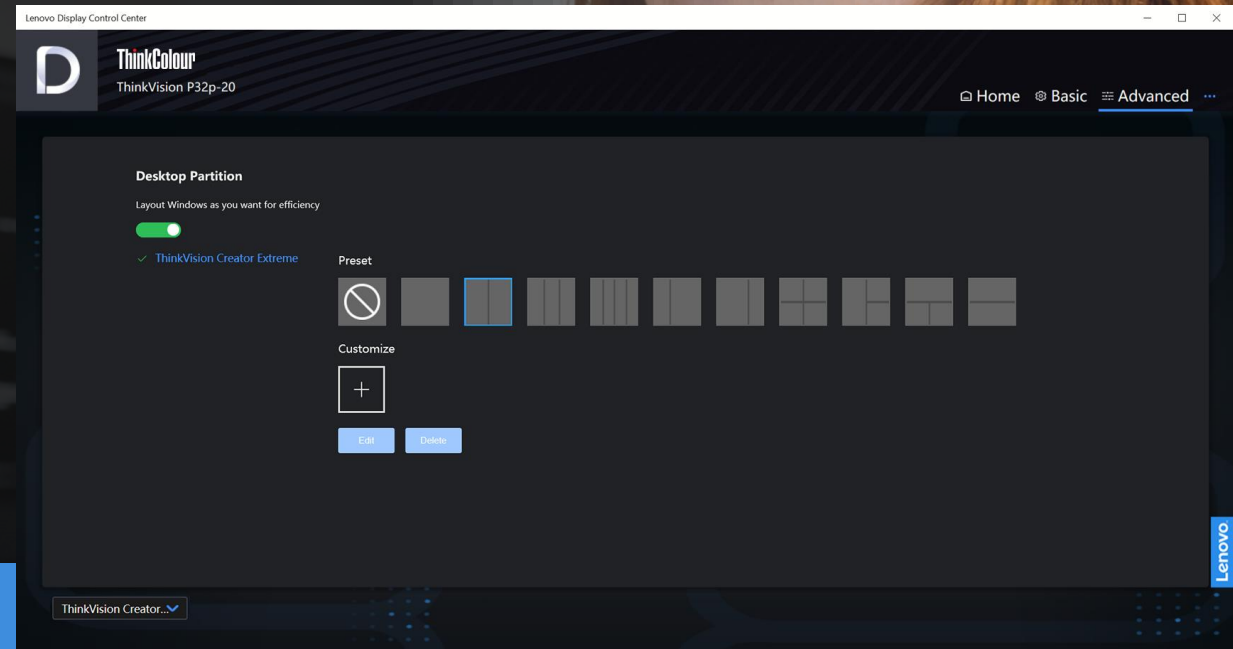 Lenovo Display Control Center
ThinkColour
ThinkVision P32p-20
Home Basic Advanced
Desktop Partition
Layout Windows as you want for efficiency
ThinkVision Creator Extreme
Preset
Customize
Edit Delete
Lenovo.
ThinkVision Creator...